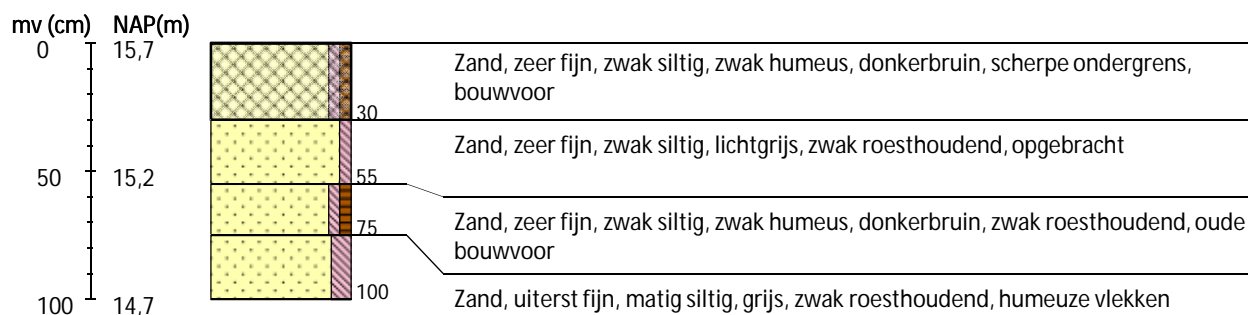 mv (cm) NAP(m)
0 15,7
Zand, zeer fijn, zwak siltig, zwak humeus, donkerbruin, scherpe ondergrens,
bouwvoor
30
Zand, zeer fijn, zwak siltig, lichtgrijs, zwak roesthoudend, opgebracht
50 15,2
55
Zand, zeer fijn, zwak siltig, zwak humeus, donkerbruin, zwak roesthoudend, oude
bouwvoor
75
100
Zand, uiterst fijn, matig siltig, grijs, zwak roesthoudend, humeuze vlekken
100 14,7